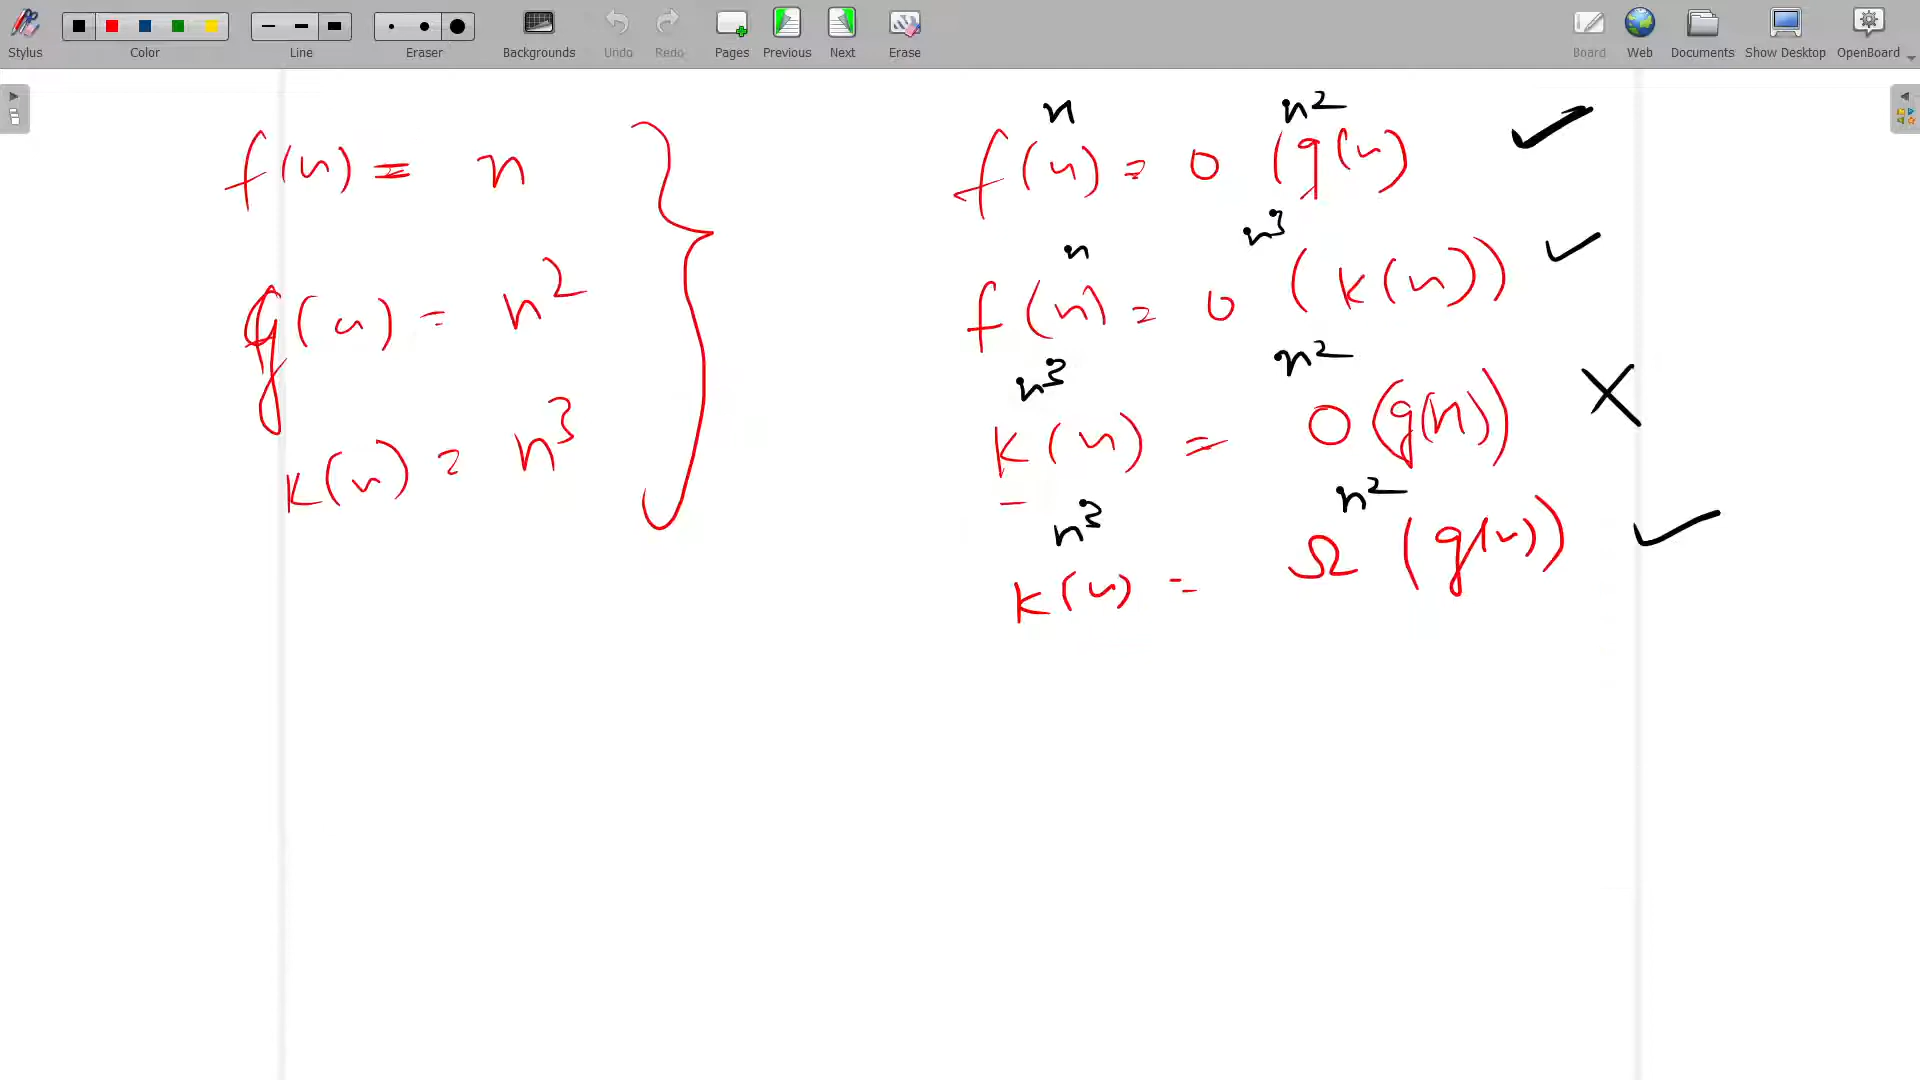 Stylus Color Line Eraser Backgrounds Undo Redo Pages Previous Next Erase Board Web Documents Show Desktop OpenBoard
f(n) = n
g(n) = n²
k(n) = n³
n n²
f(n) = O (g(n)) ✓
n n³
f(n) = O (k(n)) ✓
n³ n²
k(n) = O(g(n)) ✗
n³ n²
k(n) = Ω (g(n)) ✓